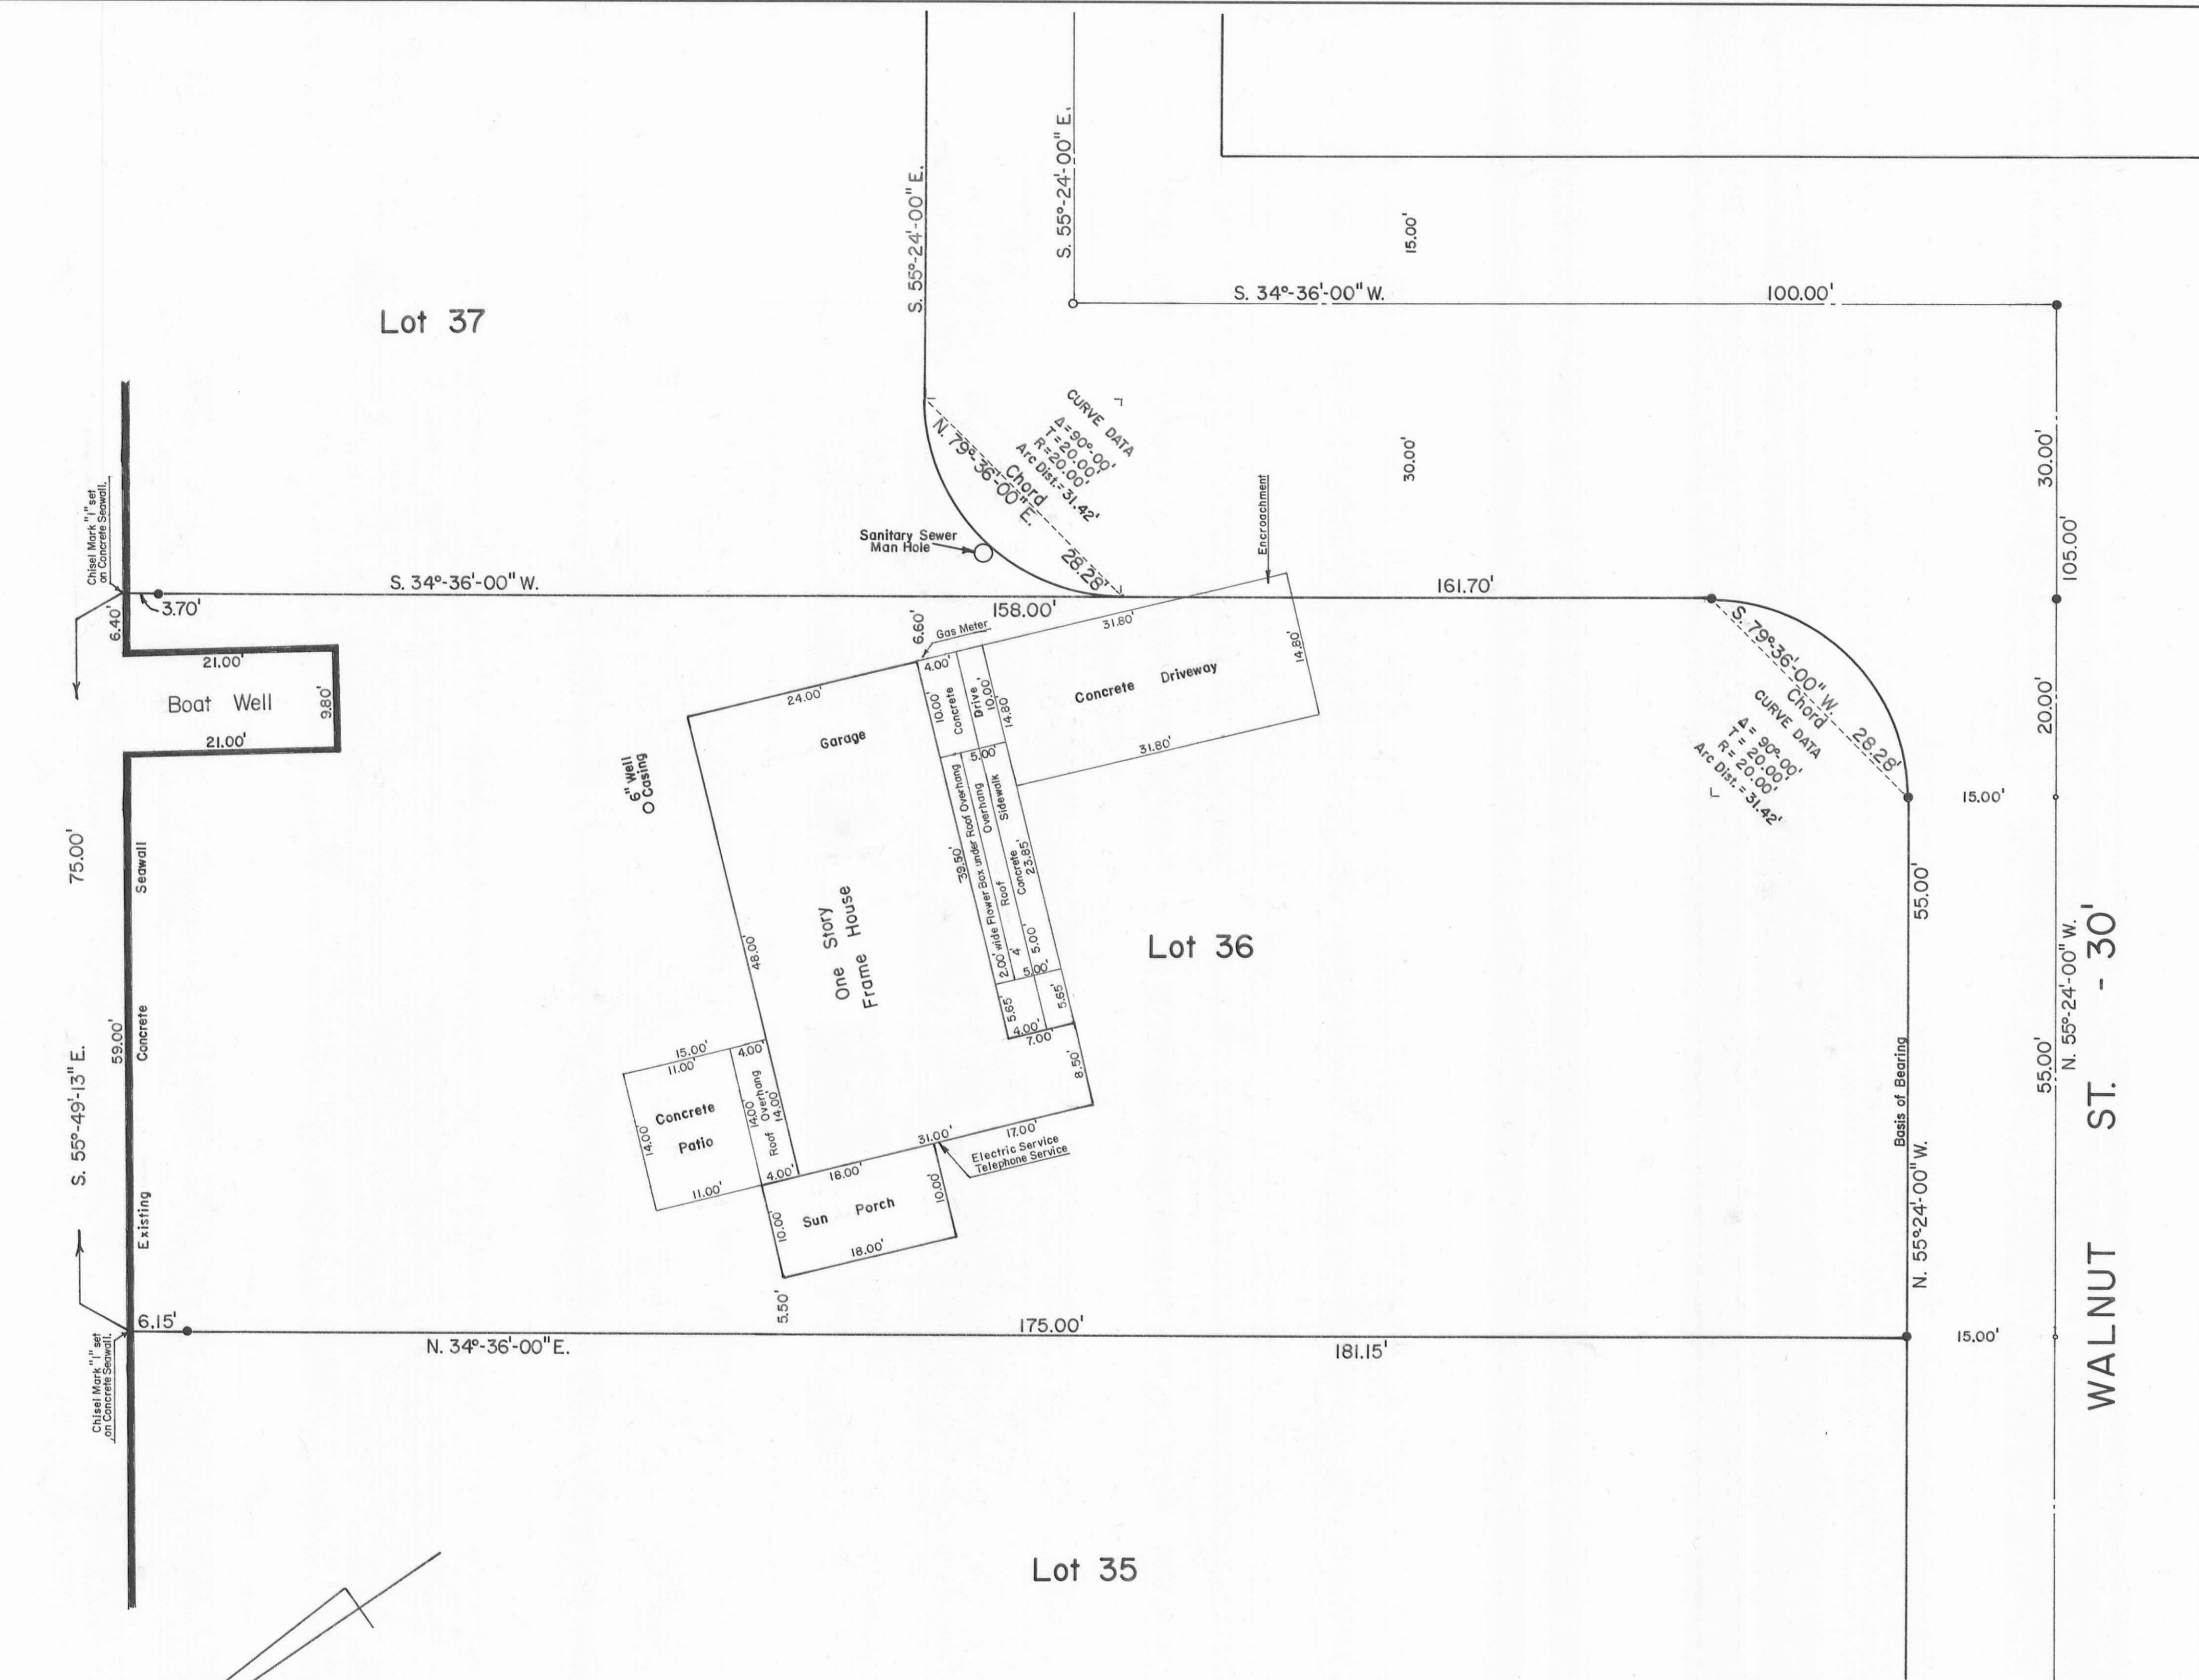 S. 55°-24'-00" E.
S. 55°-24'-00" E.
15.00'
S. 34°-36'-00" W.
100.00'
Lot 37
CURVE DATA
Δ = 90°-00'
T = 20.00'
R = 20.00'
Arc Dist. = 31.42'
N. 79°-36'-00" E.
Chord
28.28'
30.00'
30.00'
105.00'
Encroachment
Sanitary Sewer
Man Hole
Chisel Mark "I" set
on Concrete Seawall.
S. 34°-36'-00" W.
3.70'
158.00'
161.70'
6.40'
6.60'
Gas Meter
31.80'
14.80'
21.00'
Boat Well
9.80'
21.00'
24.00'
4.00'
10.00'
Concrete
Drive
10.00'
14.80'
Concrete Driveway
31.80'
Garage
5.00'
S. 79°-36'-00" W.
Chord
28.28'
CURVE DATA
Δ = 90°-00'
T = 20.00'
R = 20.00'
Arc Dist. = 31.42'
20.00'
15.00'
6" Well
Casing
75.00'
Seawall
39.50'
2.00' wide Flower Box under Roof Overhang
4' Roof Overhang
5.00' Concrete Sidewalk
23.85'
55.00'
One Story
Frame House
48.00'
Lot 36
5.00'
5.65'
5.65'
4.00'
7.00'
8.50'
N. 55°-24'-00" W.
WALNUT ST. - 30'
59.00'
Concrete
S. 55°-49'-13" E.
15.00'
4.00'
11.00'
Concrete
Patio
14.00'
14.00'
Roof Overhang
14.00'
55.00'
Basis of Bearing
31.00'
17.00'
Electric Service
Telephone Service
4.00'
18.00'
11.00'
10.00'
Sun Porch
10.00'
18.00'
Existing
N. 55°24'-00" W.
5.50'
6.15'
175.00'
15.00'
N. 34°-36'-00" E.
181.15'
Chisel Mark "I" set
on Concrete Seawall.
Lot 35